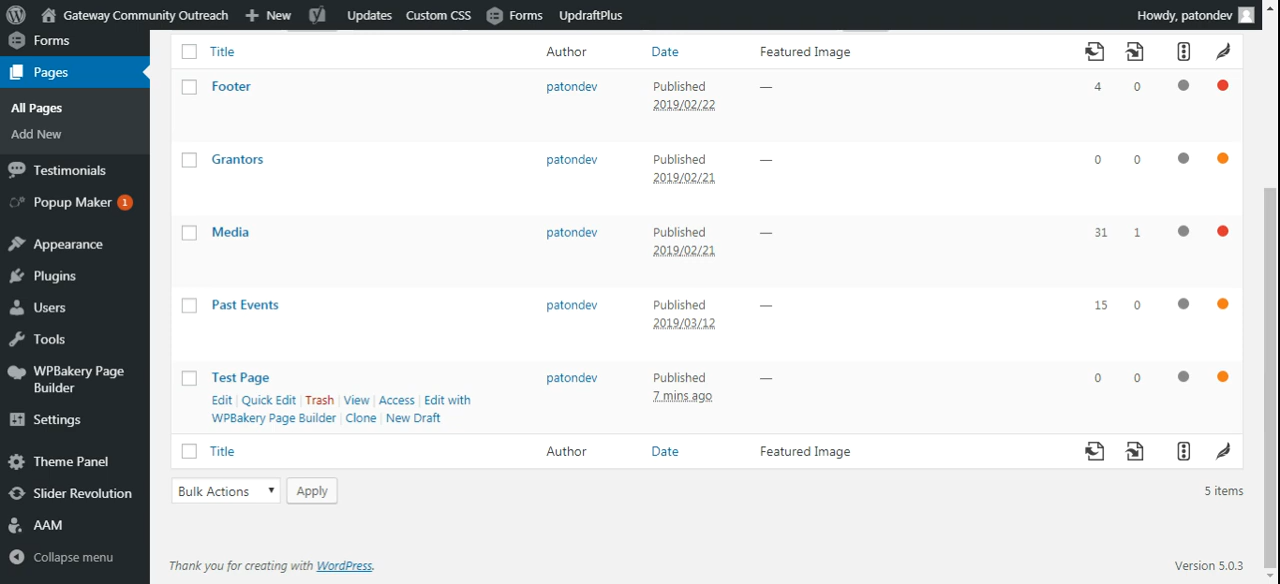 Gateway Community Outreach + New Updates Custom CSS Forms UpdraftPlus Howdy, patondev
Forms
Pages
All Pages
Add New
Testimonials
Popup Maker 1
Appearance
Plugins
Users
Tools
WPBakery Page
Builder
Settings
Theme Panel
Slider Revolution
AAM
Collapse menu
Title Author Date Featured Image
Footer patondev Published — 4 0
2019/02/22
Grantors patondev Published — 0 0
2019/02/21
Media patondev Published — 31 1
2019/02/21
Past Events patondev Published — 15 0
2019/03/12
Test Page patondev Published — 0 0
7 mins ago
Edit | Quick Edit | Trash | View | Access | Edit with
WPBakery Page Builder | Clone | New Draft
Title Author Date Featured Image
Bulk Actions Apply 5 items
Thank you for creating with WordPress. Version 5.0.3